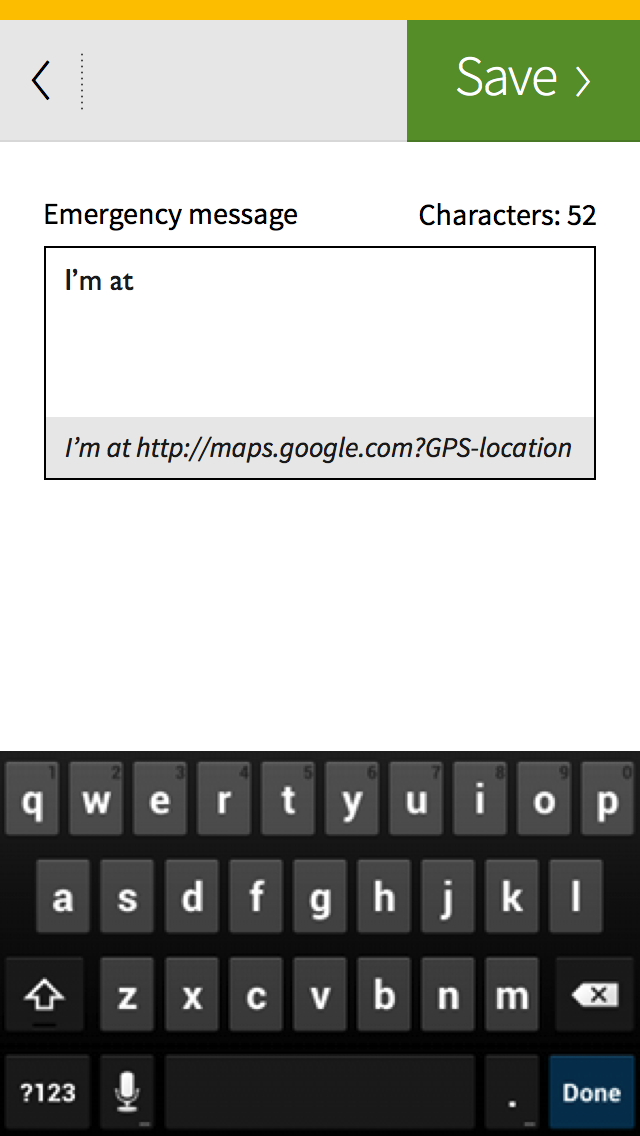 Save
Emergency message Characters: 52
I'm at
I'm at http://maps.google.com?GPS-location
1 2 3 4 5 6 7 8 9 0
q w e r t y u i o p
a s d f g h j k l
z x c v b n m
?123 . Done